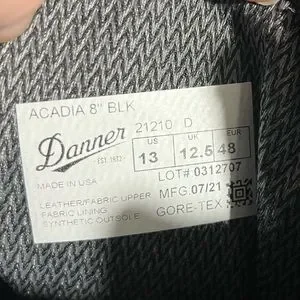 ACADIA 8" BLK
Danner 21210 D
EST. 1932
US UK EUR
13 12.5 48
LOT# 0312707
MADE IN USA
MFG. 07/21
LEATHER/FABRIC UPPER
FABRIC LINING
SYNTHETIC OUTSOLE GORE-TEX